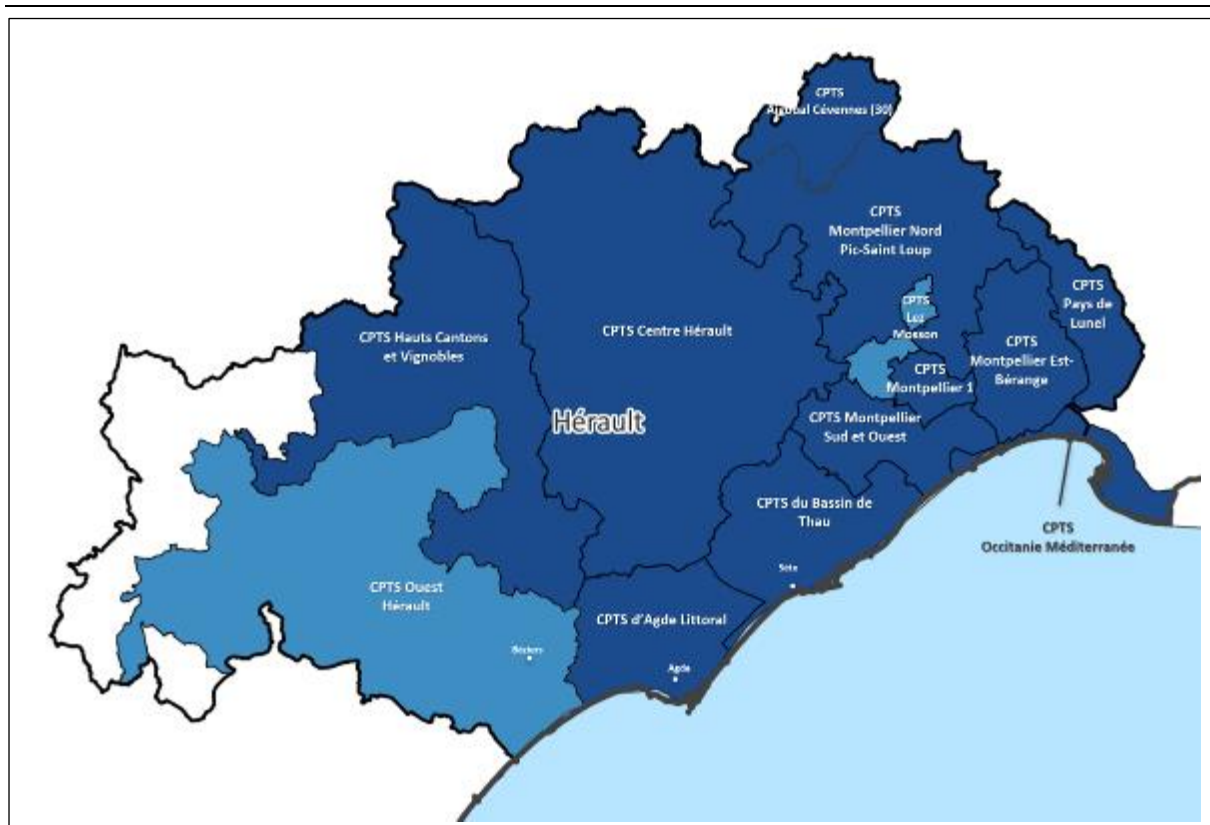 CPTS
Aigoual Cévennes (30)
CPTS
Montpellier Nord
Pic-Saint Loup
CPTS
Pays de
Lunel
CPTS
Lez
Mosson
CPTS Hauts Cantons
et Vignobles
CPTS Centre Hérault
CPTS
Montpellier Est-
Bérange
CPTS
Montpellier 1
Hérault
CPTS Montpellier
Sud et Ouest
CPTS du Bassin de
Thau
CPTS
Occitanie Méditerranée
Sète
CPTS Ouest
Hérault
CPTS d'Agde Littoral
Béziers
Agde